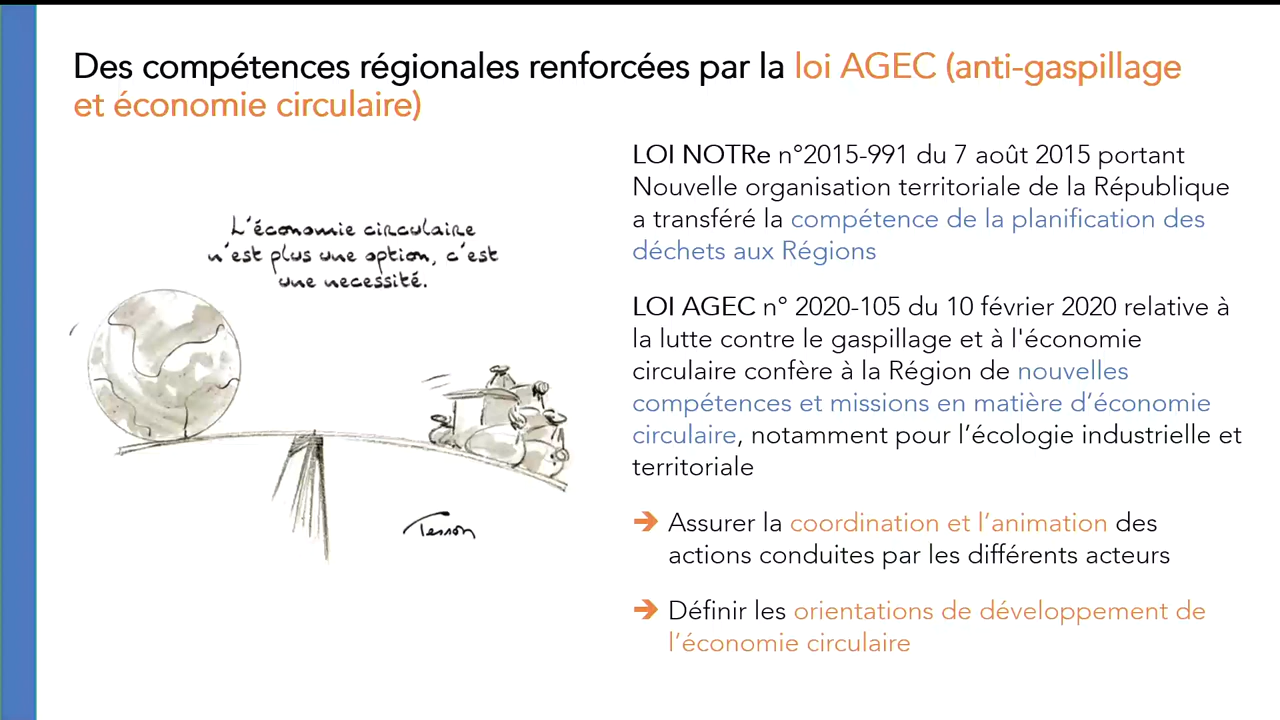 Des compétences régionales renforcées par la loi AGEC (anti-gaspillage
et économie circulaire)
L'économie circulaire
n'est plus une option, c'est
une necessité.
Tesson
LOI NOTRe n°2015-991 du 7 août 2015 portant
Nouvelle organisation territoriale de la République
a transféré la compétence de la planification des
déchets aux Régions
LOI AGEC n° 2020-105 du 10 février 2020 relative à
la lutte contre le gaspillage et à l'économie
circulaire confère à la Région de nouvelles
compétences et missions en matière d’économie
circulaire, notamment pour l’écologie industrielle et
territoriale
➔ Assurer la coordination et l’animation des
actions conduites par les différents acteurs
➔ Définir les orientations de développement de
l’économie circulaire